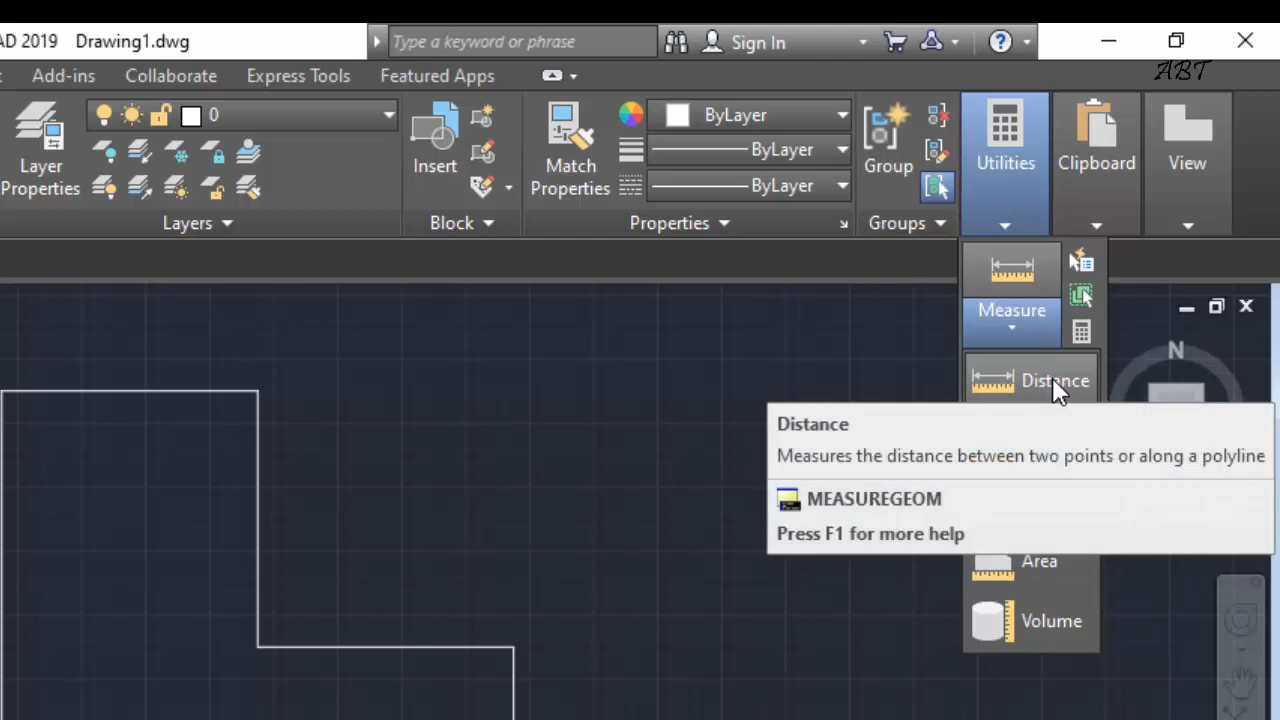 AD 2019 Drawing1.dwg
Type a keyword or phrase
Sign In
ABT
Add-ins Collaborate Express Tools Featured Apps
0
ByLayer
ByLayer
ByLayer
Layer
Properties
Insert
Match
Properties
Group
Utilities
Clipboard
View
Layers
Block
Properties
Groups
Measure
N
Distance
Distance
Measures the distance between two points or along a polyline
MEASUREGEOM
Press F1 for more help
Area
Volume